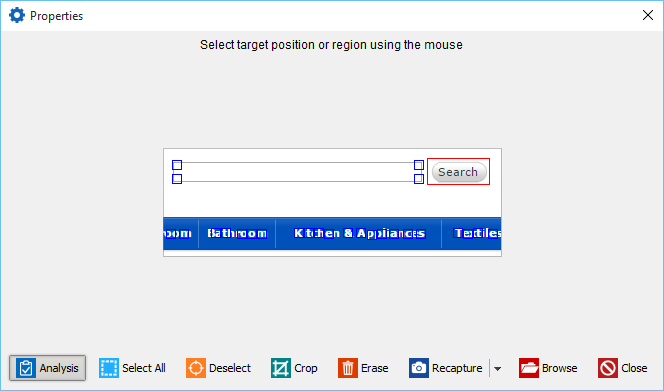 Properties
Select target position or region using the mouse
Search
Bathroom Kitchen & Appliances Textiles
Analysis Select All Deselect Crop Erase Recapture Browse Close